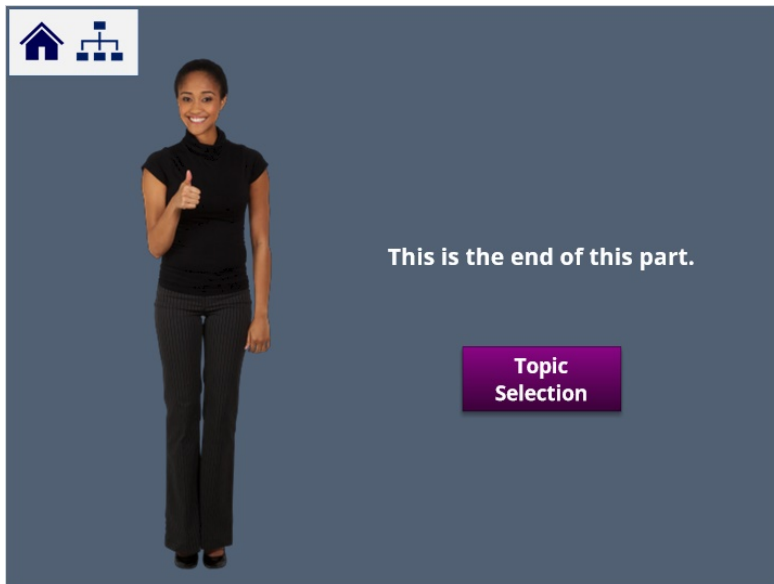 This is the end of this part.
Topic
Selection